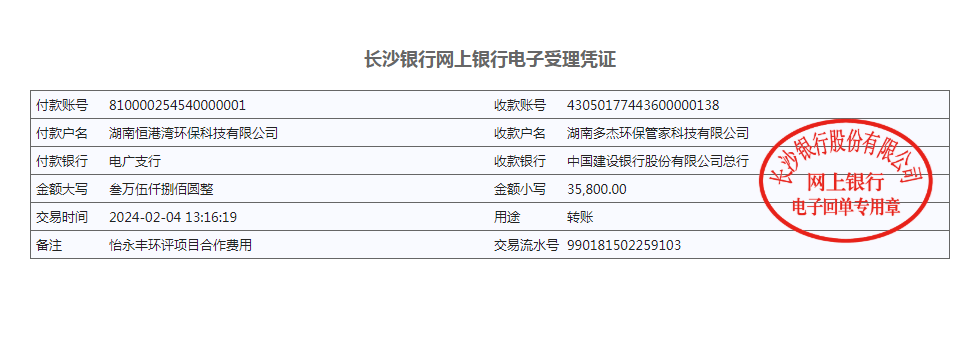 长沙银行网上银行电子受理凭证
付款账号 810000254540000001 收款账号 43050177443600000138
付款户名 湖南恒港湾环保科技有限公司 收款户名 湖南多杰环保管家科技有限公司
付款银行 电广支行 收款银行 中国建设银行股份有限公司总行
金额大写 叁万伍仟捌佰圆整 金额小写 35,800.00
交易时间 2024-02-04 13:16:19 用途 转账
备注 怡永丰环评项目合作费用 交易流水号 990181502259103
长沙银行股份有限公司
网上银行
电子回单专用章